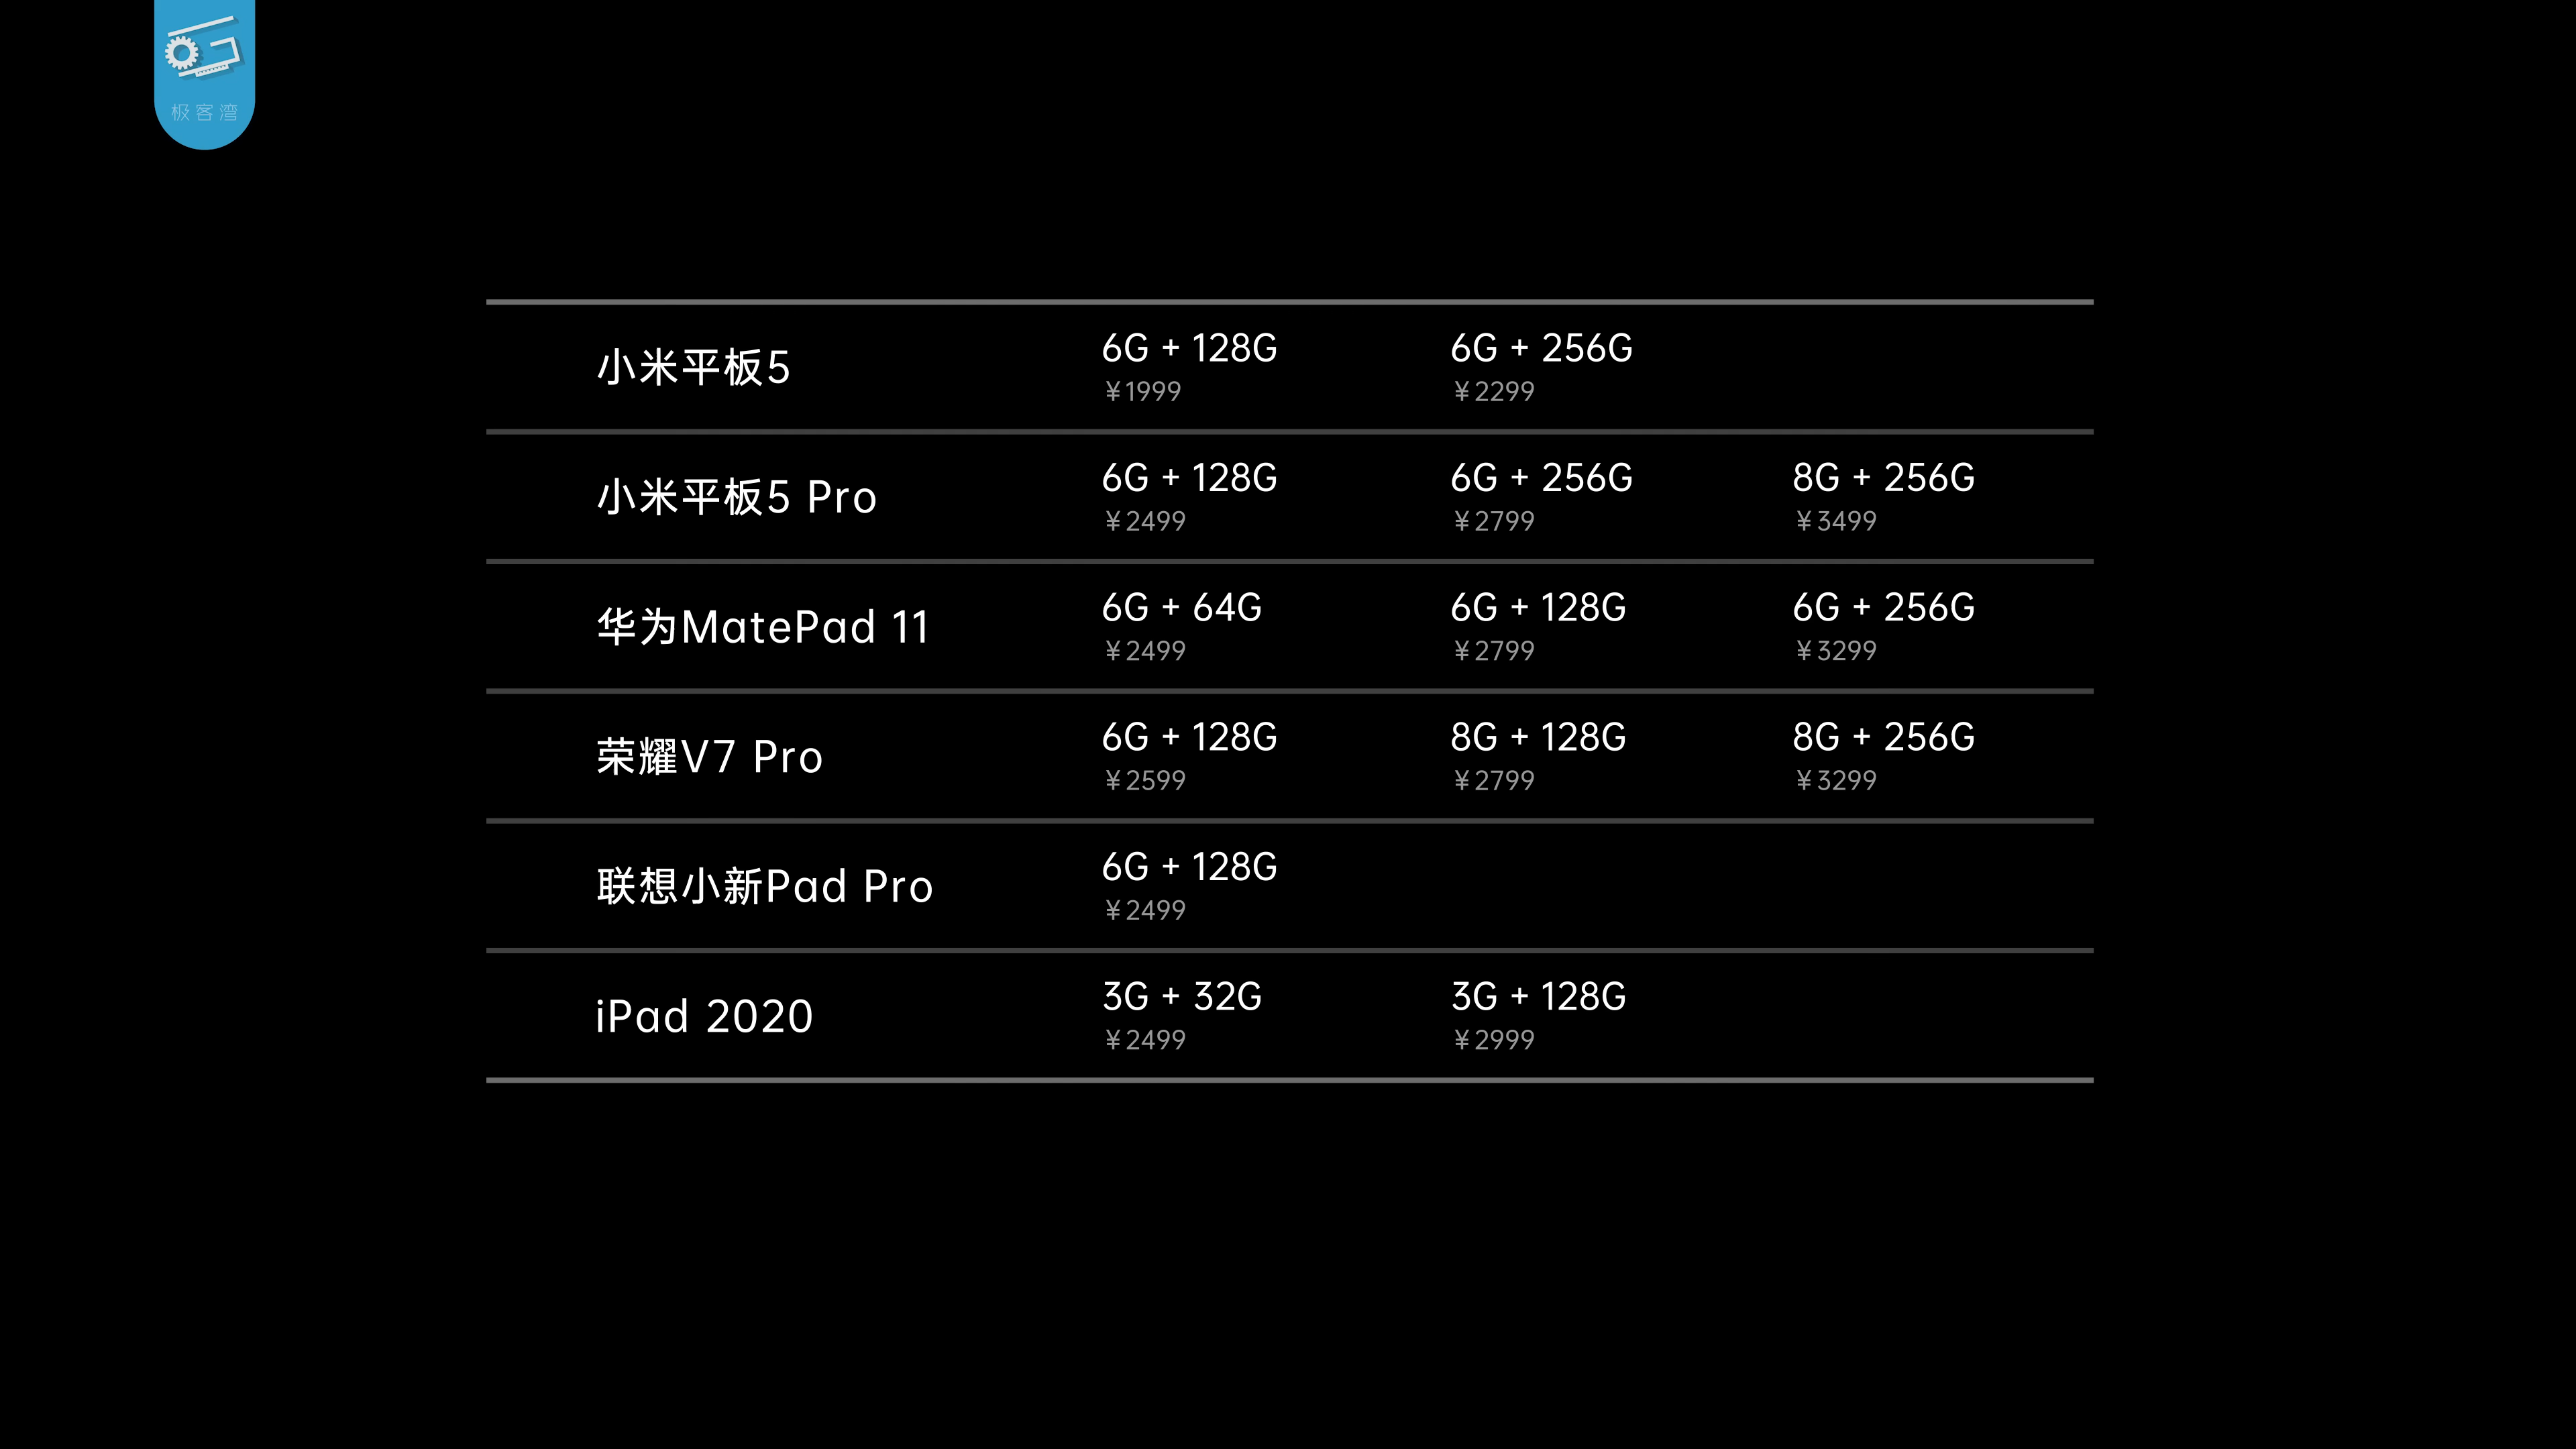 极客湾
小米平板5
6G + 128G
6G + 256G
¥1999
¥2299
小米平板5 Pro
6G + 128G
6G + 256G
8G + 256G
¥2499
¥2799
¥3499
华为MatePad 11
6G + 64G
6G + 128G
6G + 256G
¥2499
¥2799
¥3299
荣耀V7 Pro
6G + 128G
8G + 128G
8G + 256G
¥2599
¥2799
¥3299
联想小新Pad Pro
6G + 128G
¥2499
iPad 2020
3G + 32G
3G + 128G
¥2499
¥2999